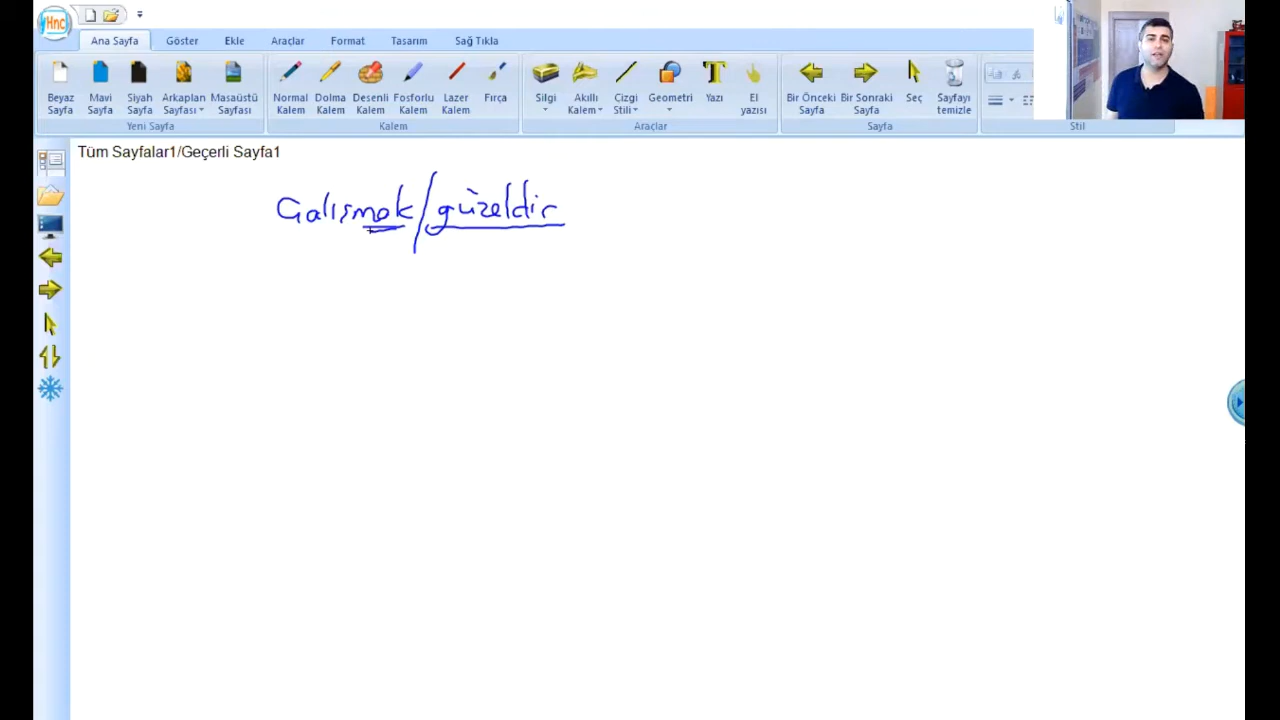 Hnc
Ana Sayfa Göster Ekle Araçlar Format Tasarım Sağ Tıkla
Beyaz Sayfa Mavi Sayfa Siyah Sayfa Arkaplan Sayfası Masaüstü Sayfası Normal Kalem Dolma Kalem Desenli Kalem Fosforlu Kalem Lazer Kalem Fırça Silgi Akıllı Kalem Çizgi Stili Geometri Yazı El yazısı Bir Önceki Sayfa Bir Sonraki Sayfa Seç Sayfayı temizle
Yeni Sayfa Kalem Araçlar Sayfa Stil
Tüm Sayfalar1/Geçerli Sayfa1
Çalışmak/güzeldir